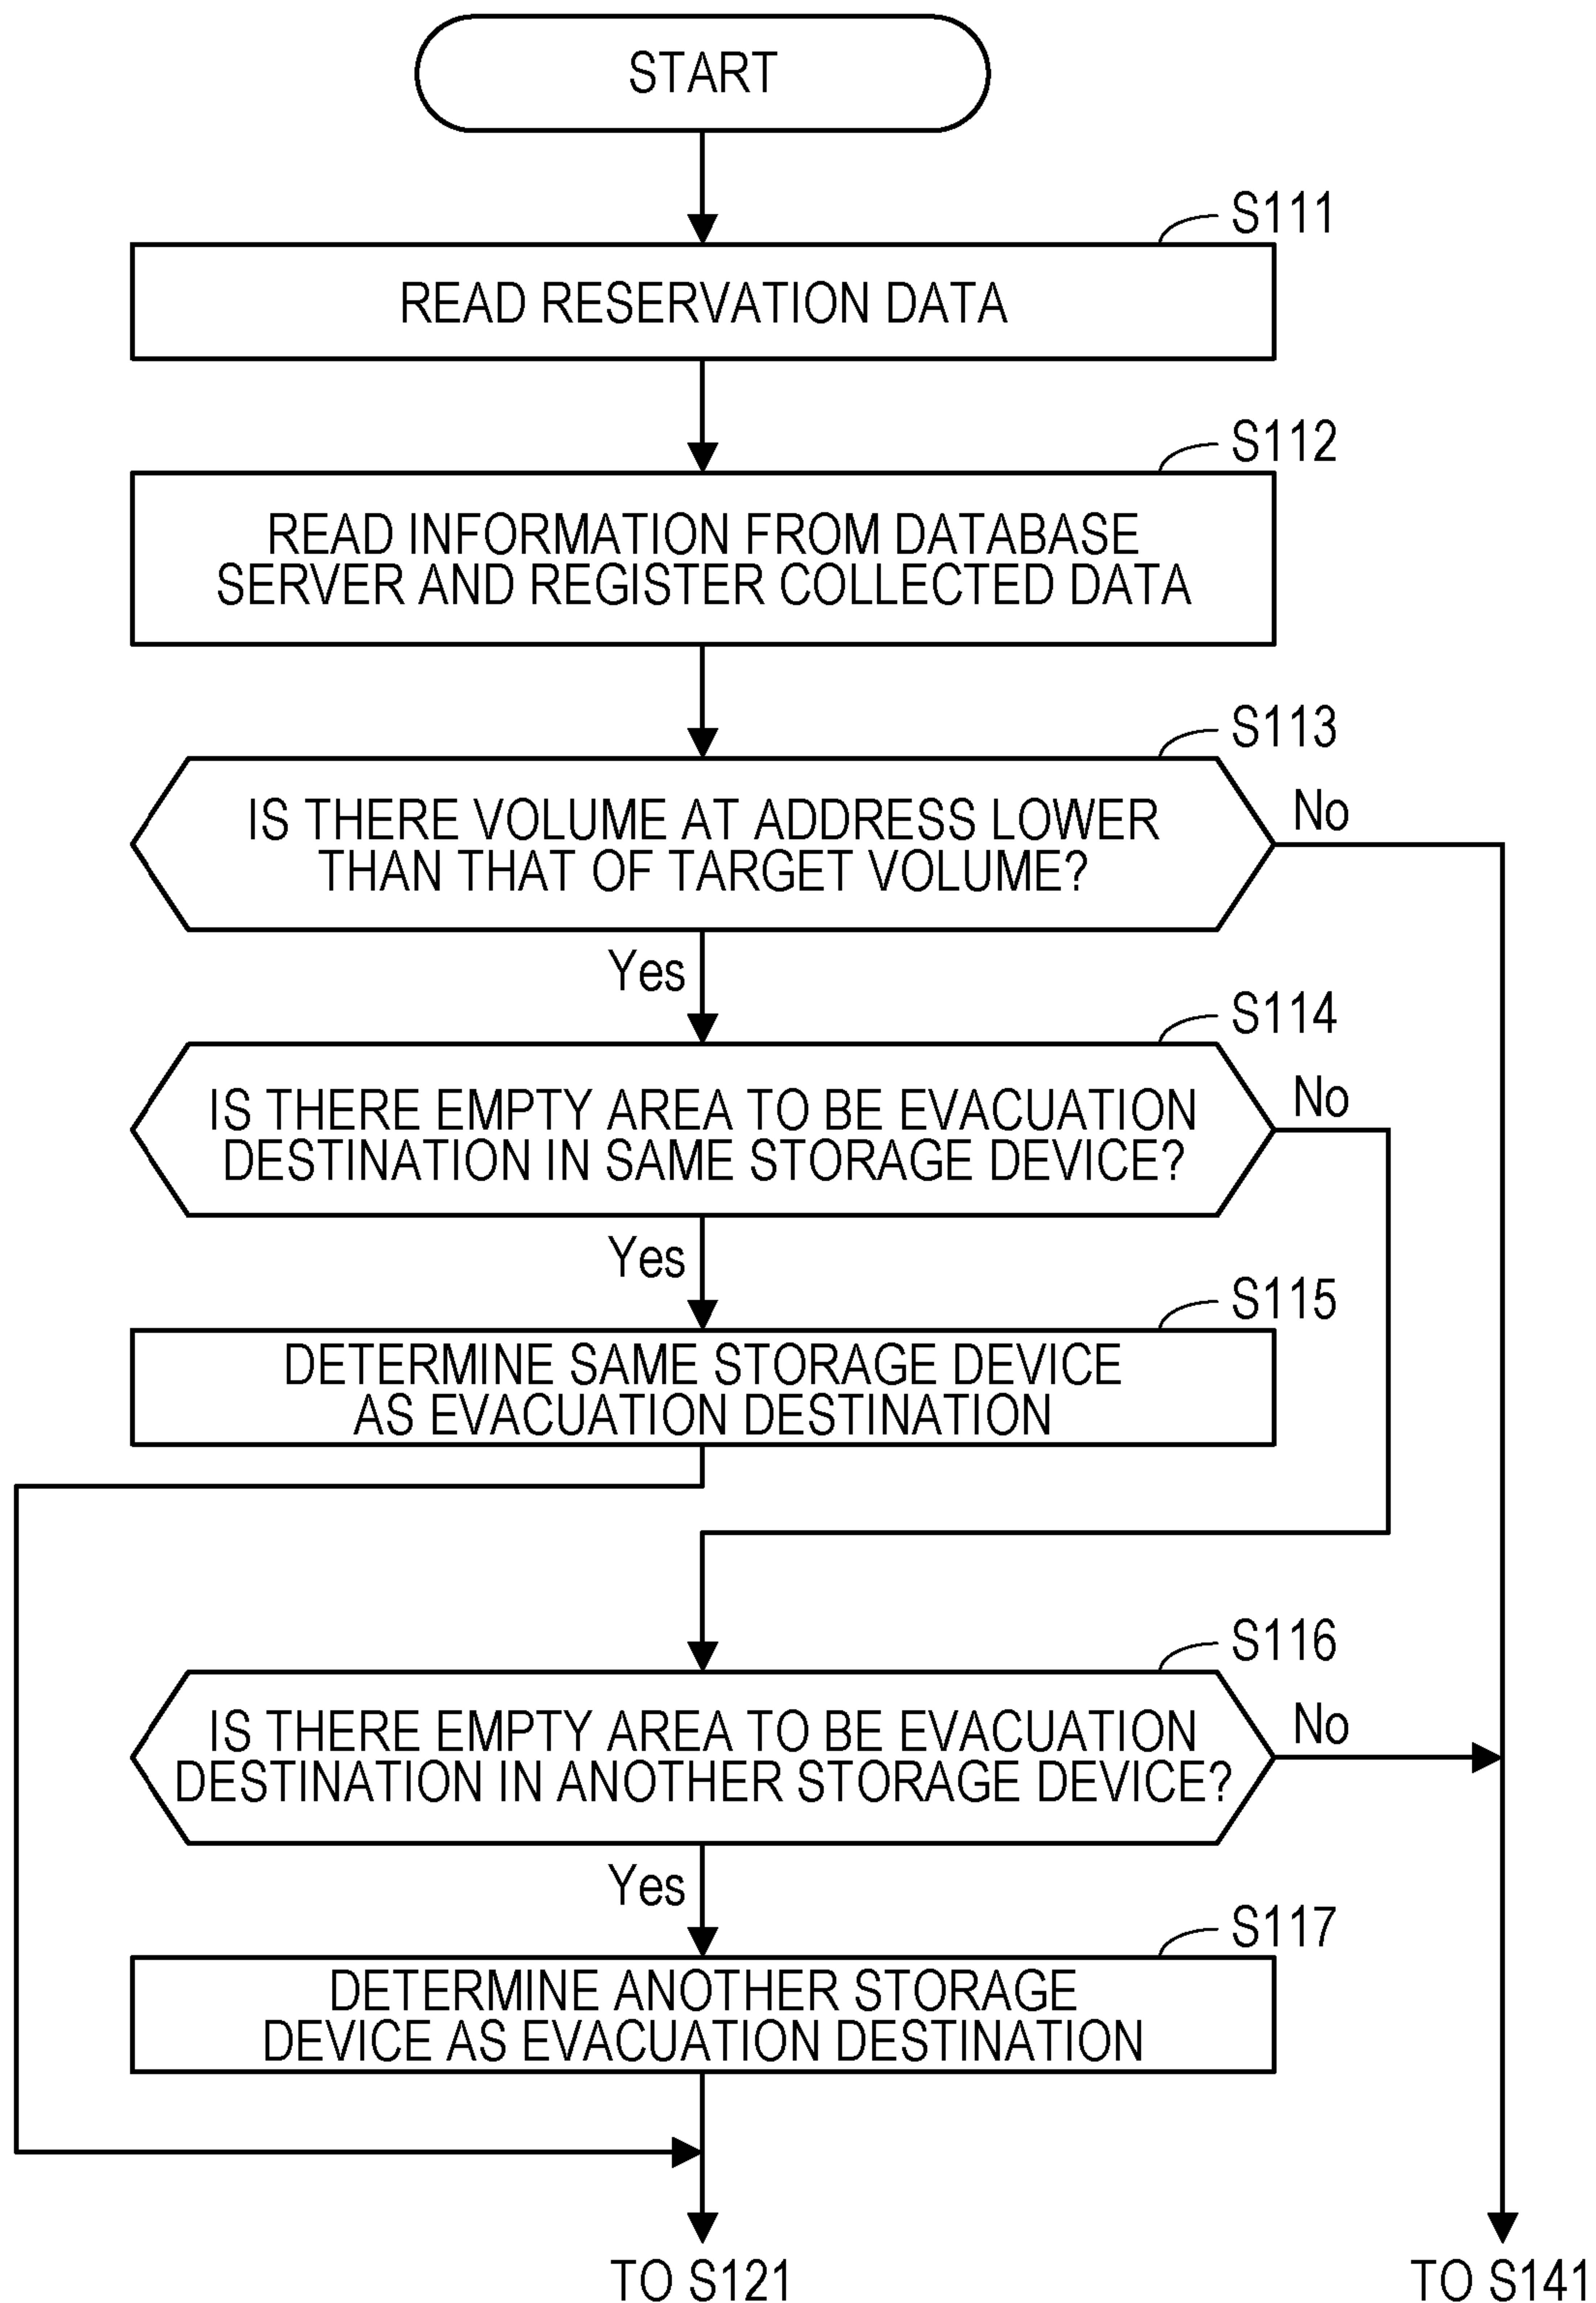 START
S111
READ RESERVATION DATA
S112
READ INFORMATION FROM DATABASE
SERVER AND REGISTER COLLECTED DATA
S113
IS THERE VOLUME AT ADDRESS LOWER
THAN THAT OF TARGET VOLUME?
No
Yes
S114
IS THERE EMPTY AREA TO BE EVACUATION
DESTINATION IN SAME STORAGE DEVICE?
No
Yes
S115
DETERMINE SAME STORAGE DEVICE
AS EVACUATION DESTINATION
S116
IS THERE EMPTY AREA TO BE EVACUATION
DESTINATION IN ANOTHER STORAGE DEVICE?
No
Yes
S117
DETERMINE ANOTHER STORAGE
DEVICE AS EVACUATION DESTINATION
TO S121
TO S141